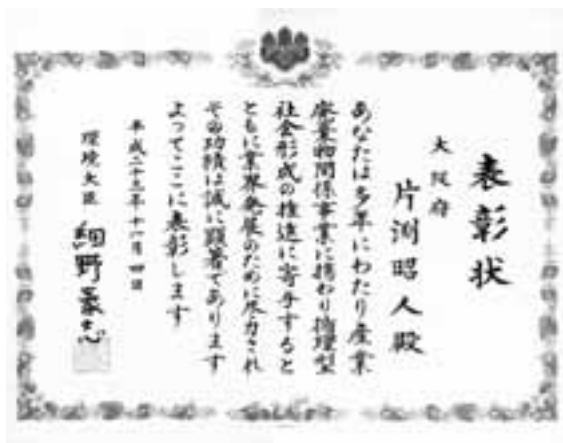 表彰状
大阪府
片渕昭人殿
あなたは多年にわたり産業
廃棄物関係事業に携わり循環型
社会形成の推進に寄与すると
ともに業界発展のために尽力され
その功績は誠に顕著であります
よってここに表彰します
平成二十三年十一月四日
環境大臣
細野豪志